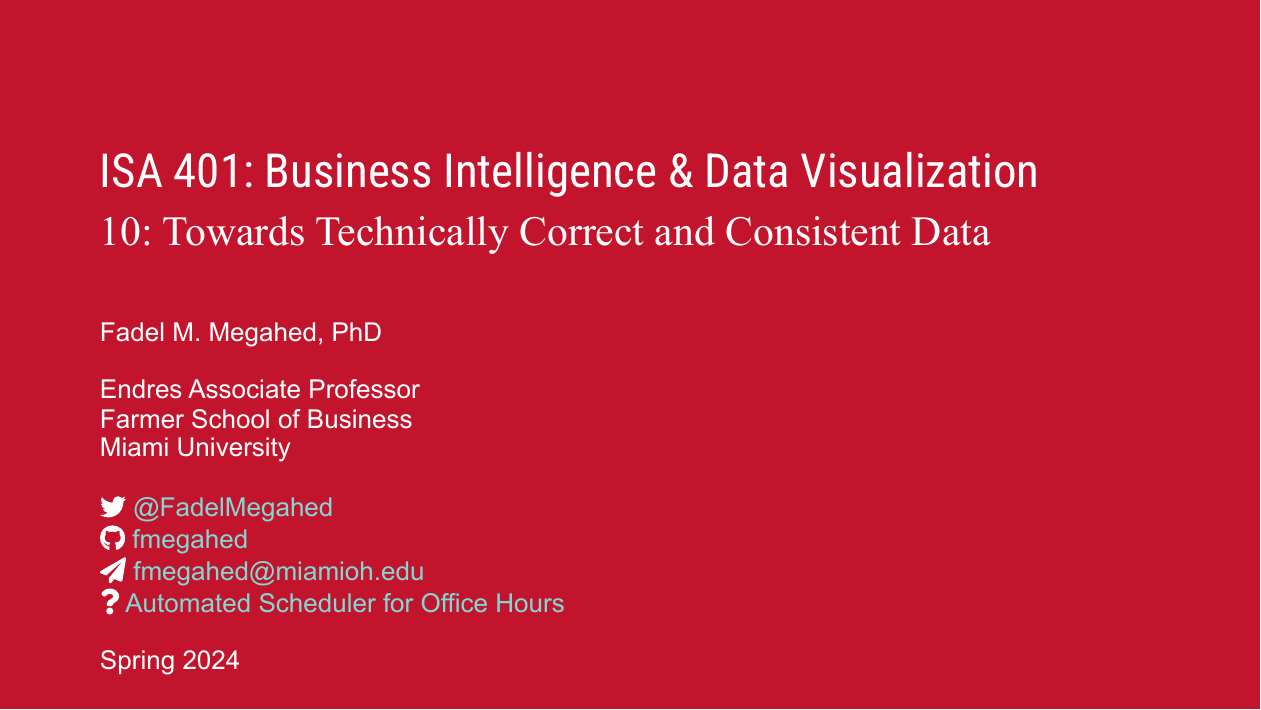 ISA 401: Business Intelligence & Data Visualization
10: Towards Technically Correct and Consistent Data
Fadel M. Megahed, PhD
Endres Associate Professor
Farmer School of Business
Miami University
@FadelMegahed
fmegahed
fmegahed@miamioh.edu
? Automated Scheduler for Office Hours
Spring 2024